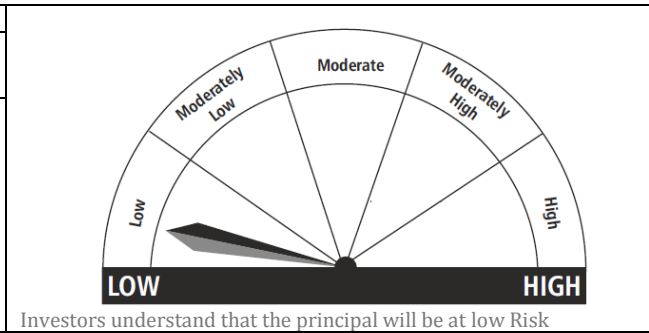 Moderate
Moderately
Low
Moderately
High
Low
High
LOW
HIGH
Investors understand that the principal will be at low Risk